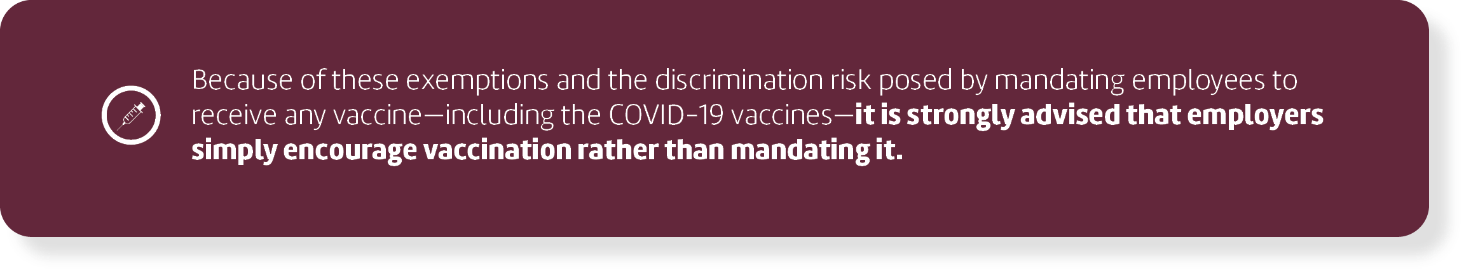 Because of these exemptions and the discrimination risk posed by mandating employees to
receive any vaccine—including the COVID-19 vaccines—it is strongly advised that employers
simply encourage vaccination rather than mandating it.